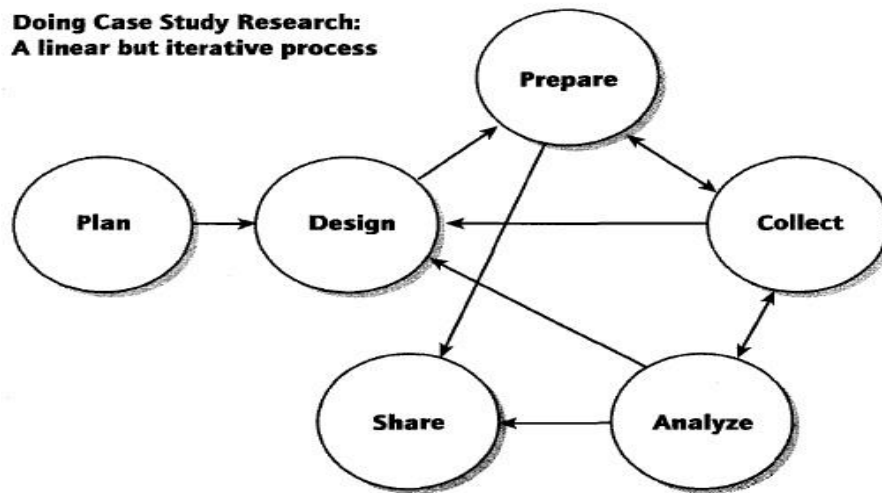 Doing Case Study Research:
A linear but iterative process
Prepare
Plan
Design
Collect
Share
Analyze